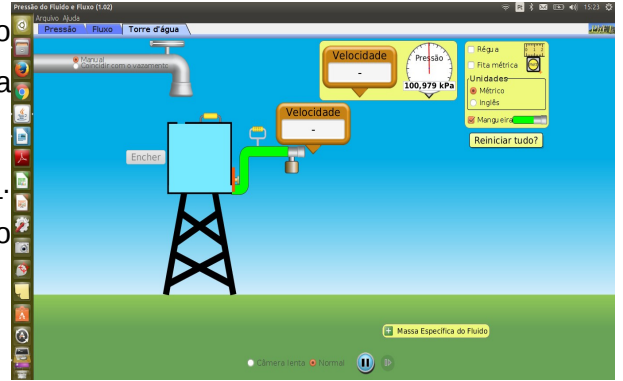 Pressão do Fluido e Fluxo (1.02)
Pt
15:23
Arquivo Ajuda
Pressão Fluxo Torre d'água
o
a
.
o
Manual
Coincidir com o vazamento
Velocidade
-
Pressão
100,979 kPa
Régua
Fita métrica
Unidades
Métrico
Inglês
Mangueira
Reiniciar tudo?
Velocidade
-
Encher
Massa Específica do Fluido
Câmera lenta Normal